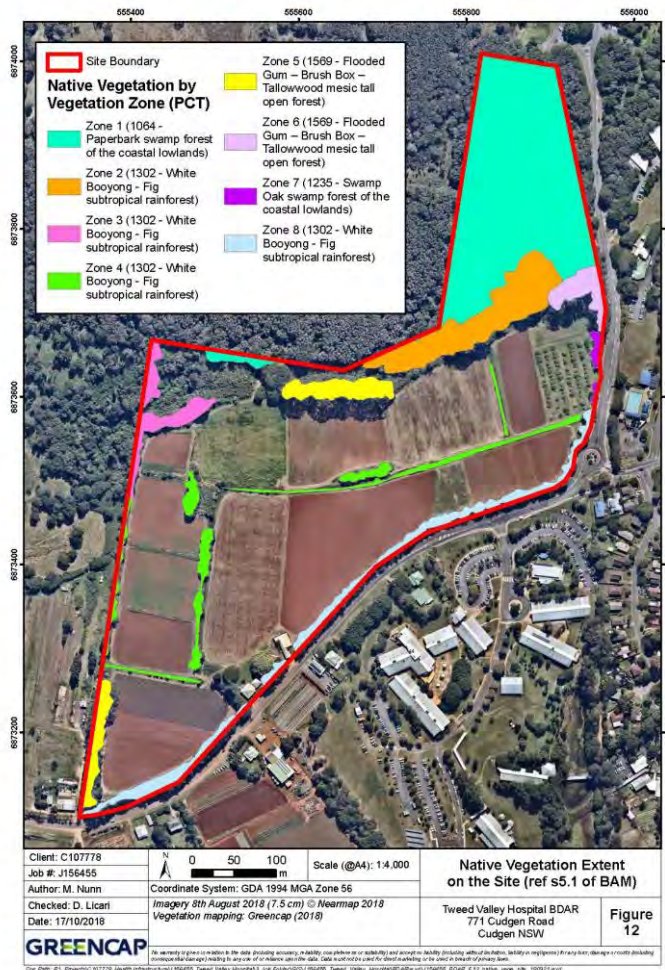 555400
555600
555800
556000
6874000
6873800
6873600
6873400
6873200
Site Boundary
Native Vegetation by
Vegetation Zone (PCT)
Zone 1 (1064 -
Paperbark swamp forest
of the coastal lowlands)
Zone 2 (1302 - White
Booyong - Fig
subtropical rainforest)
Zone 3 (1302 - White
Booyong - Fig
subtropical rainforest)
Zone 4 (1302 - White
Booyong - Fig
subtropical rainforest)
Zone 5 (1569 - Flooded
Gum – Brush Box –
Tallowwood mesic tall
open forest)
Zone 6 (1569 - Flooded
Gum – Brush Box –
Tallowwood mesic tall
open forest)
Zone 7 (1235 - Swamp
Oak swamp forest of the
coastal lowlands)
Zone 8 (1302 - White
Booyong - Fig
subtropical rainforest)
Client: C107778
Job #: J156455
Author: M. Nunn
Checked: D. Licari
Date: 17/10/2018
GREENCAP
N
0 50 100
m
Scale (@A4): 1:4,000
Coordinate System: GDA 1994 MGA Zone 56
Imagery 8th August 2018 (7.5 cm) © Nearmap 2018
Vegetation mapping: Greencap (2018)
Native Vegetation Extent
on the Site (ref s5.1 of BAM)
Tweed Valley Hospital BDAR
771 Cudgen Road
Cudgen NSW
Figure
12